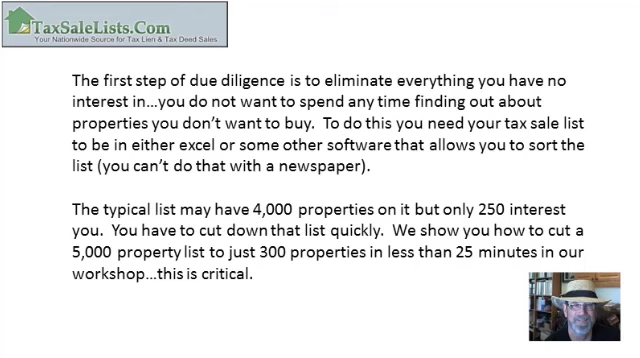 TaxSaleLists.Com
Your Nationwide Source for Tax Lien & Tax Deed Sales
The first step of due diligence is to eliminate everything you have no
interest in...you do not want to spend any time finding out about
properties you don't want to buy. To do this you need your tax sale list
to be in either excel or some other software that allows you to sort the
list (you can't do that with a newspaper).
The typical list may have 4,000 properties on it but only 250 interest
you. You have to cut down that list quickly. We show you how to cut a
5,000 property list to just 300 properties in less than 25 minutes in our
workshop...this is critical.